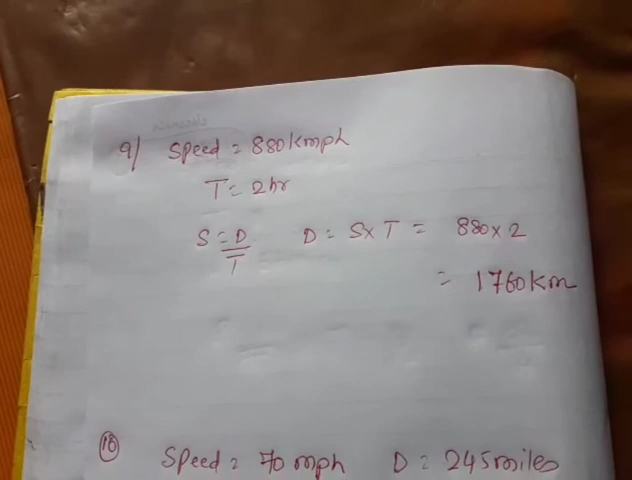 9) Speed = 880kmph
T = 2hr
S = D/T D = S x T = 880 x 2
= 1760km
10 Speed = 70 mph D = 245miles